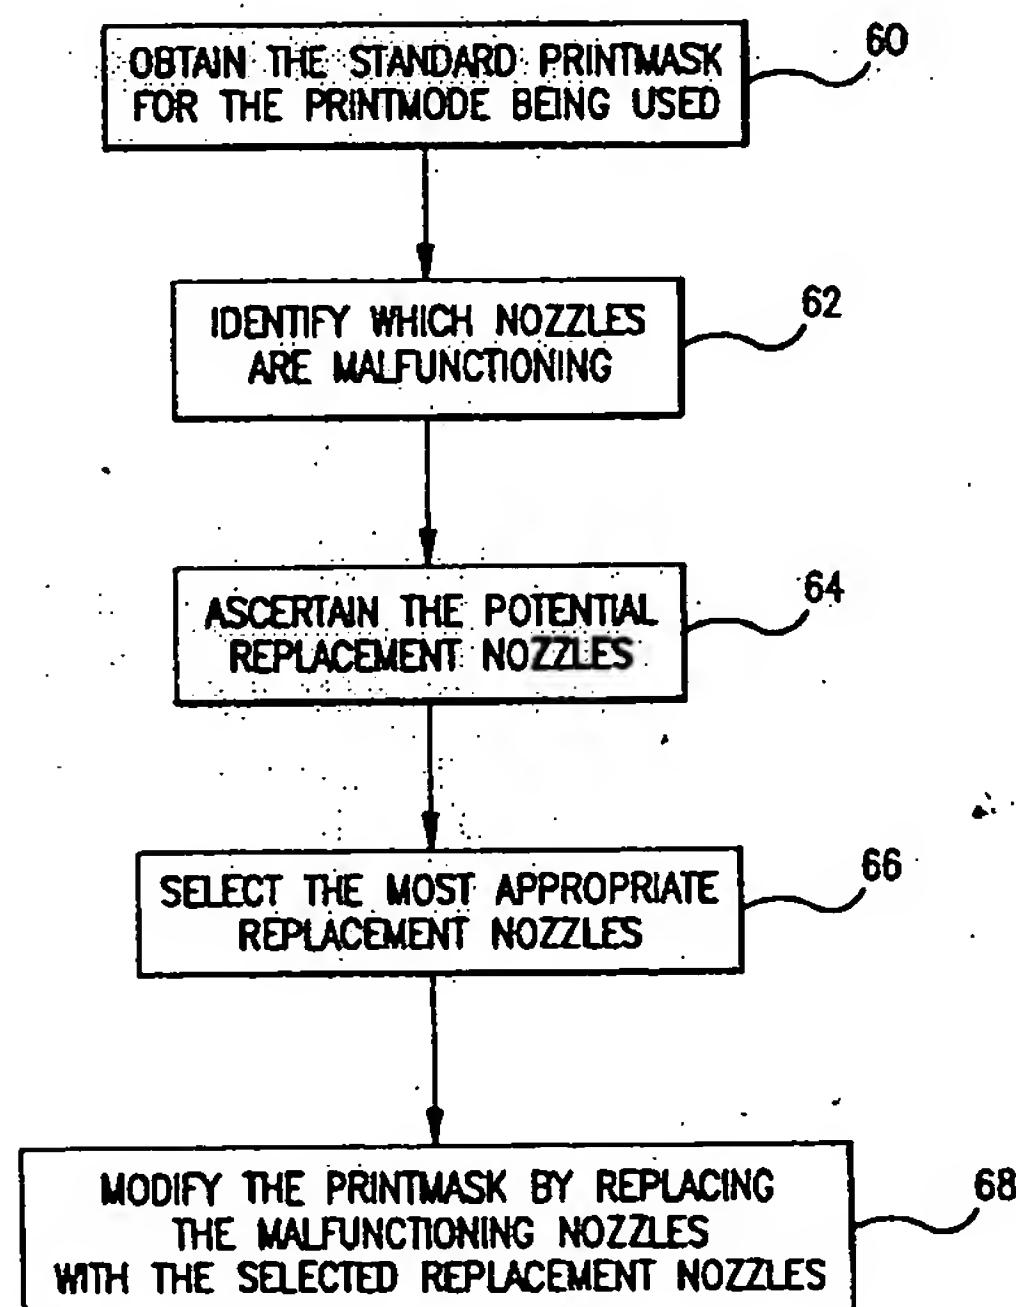 OBTAIN THE STANDARD PRINTMASK
FOR THE PRINTMODE BEING USED
60
IDENTIFY WHICH NOZZLES
ARE MALFUNCTIONING
62
ASCERTAIN THE POTENTIAL
REPLACEMENT NOZZLES
64
SELECT THE MOST APPROPRIATE
REPLACEMENT NOZZLES
66
MODIFY THE PRINTMASK BY REPLACING
THE MALFUNCTIONING NOZZLES
WITH THE SELECTED REPLACEMENT NOZZLES
68